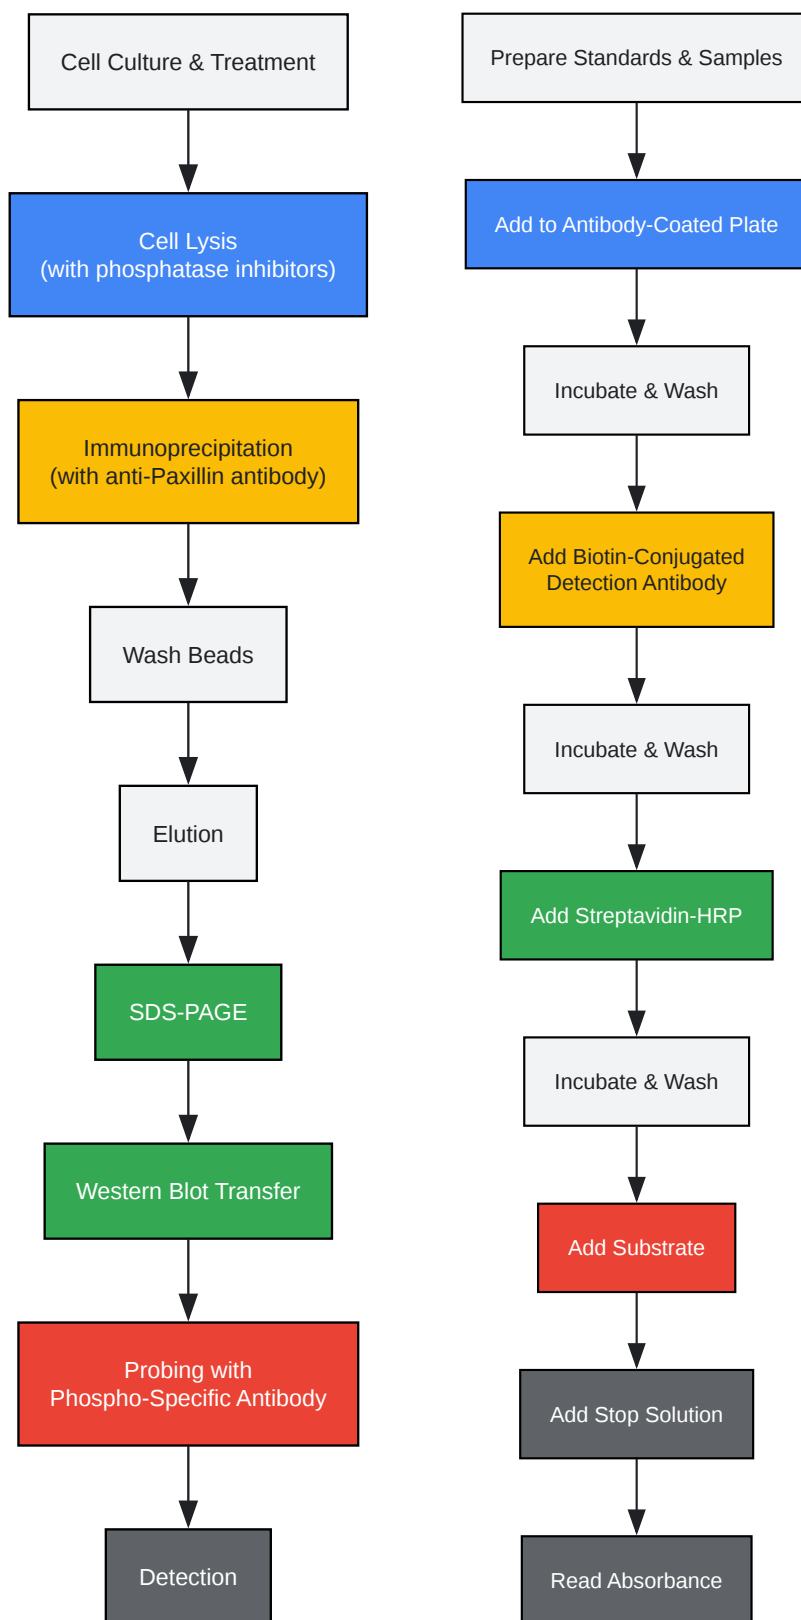 Cell Culture & Treatment
Cell Lysis
(with phosphatase inhibitors)
Immunoprecipitation
(with anti-Paxillin antibody)
Wash Beads
Elution
SDS-PAGE
Western Blot Transfer
Probing with
Phospho-Specific Antibody
Detection
Prepare Standards & Samples
Add to Antibody-Coated Plate
Incubate & Wash
Add Biotin-Conjugated
Detection Antibody
Incubate & Wash
Add Streptavidin-HRP
Incubate & Wash
Add Substrate
Add Stop Solution
Read Absorbance